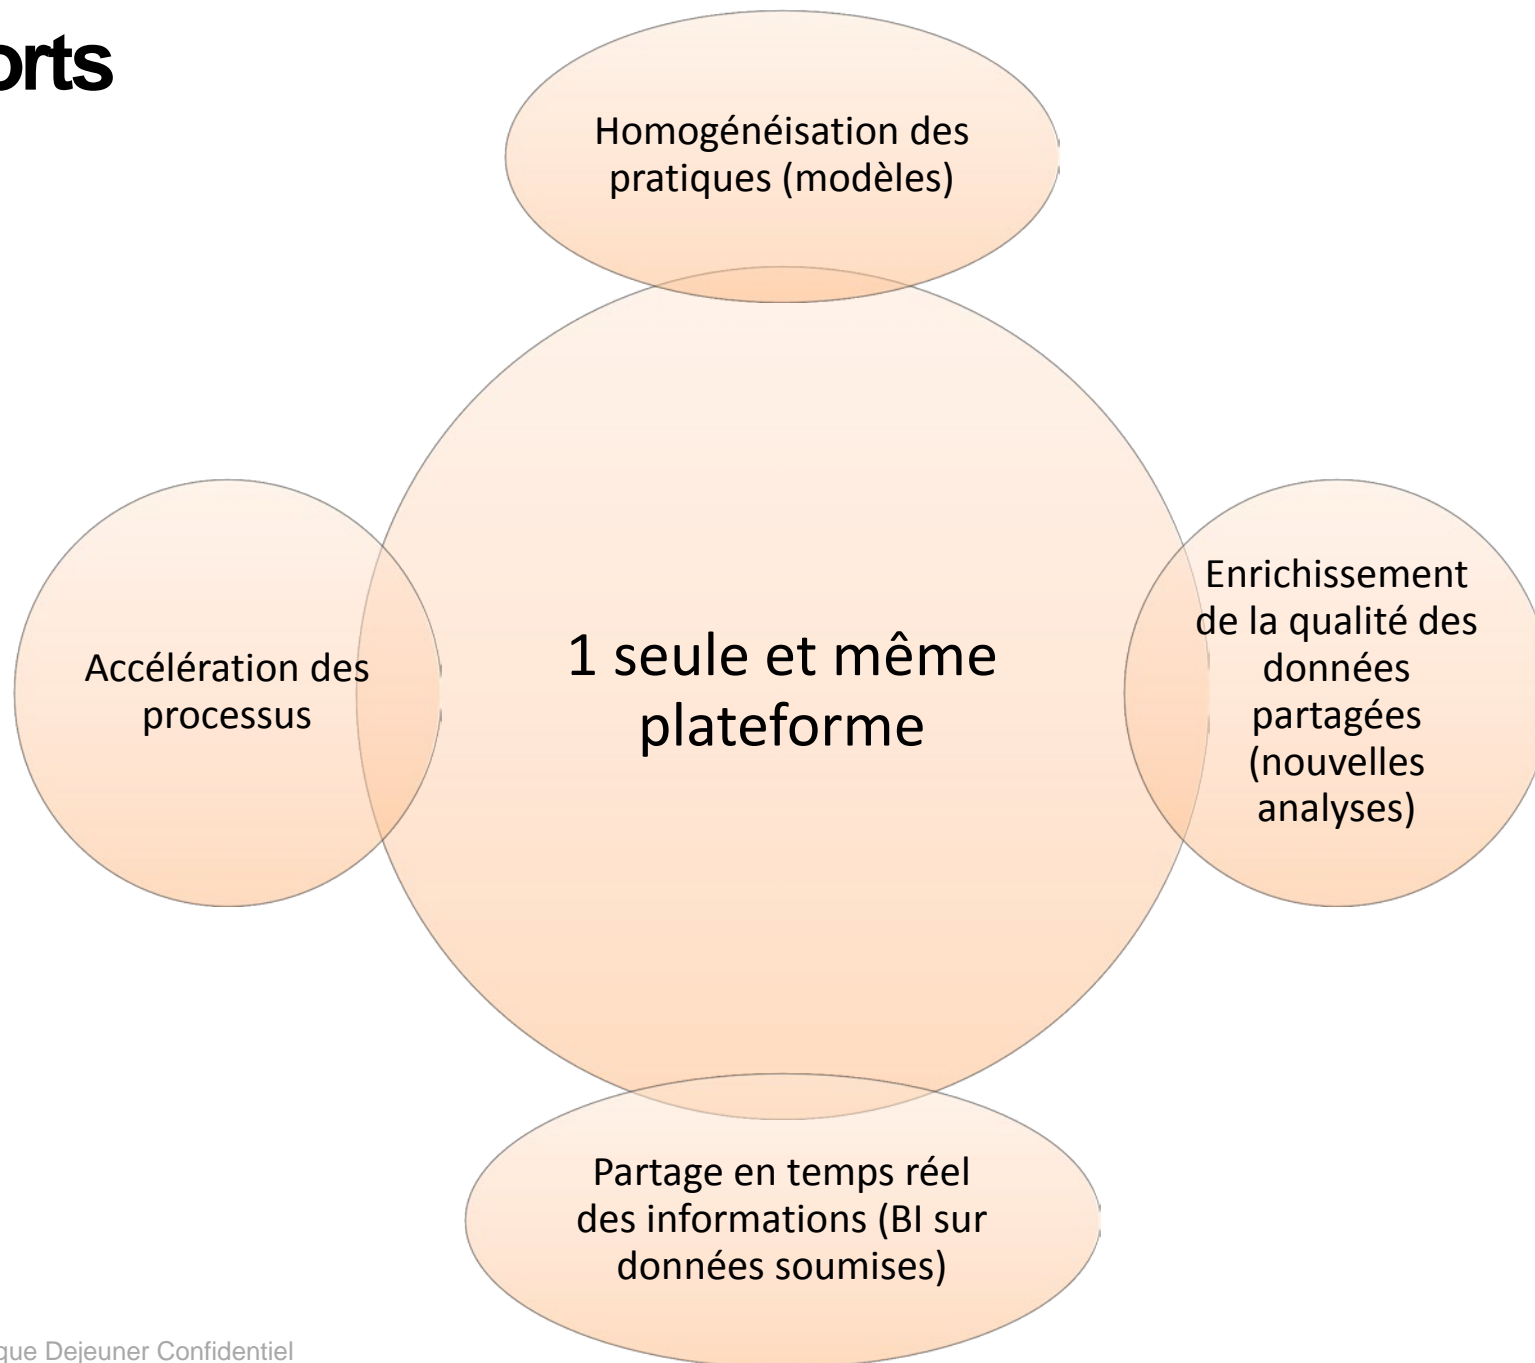 orts
Homogénéisation des
pratiques (modèles)
Accélération des
processus
1 seule et même
plateforme
Enrichissement
de la qualité des
données
partagées
(nouvelles
analyses)
Partage en temps réel
des informations (BI sur
données soumises)
que Dejeuner Confidentiel